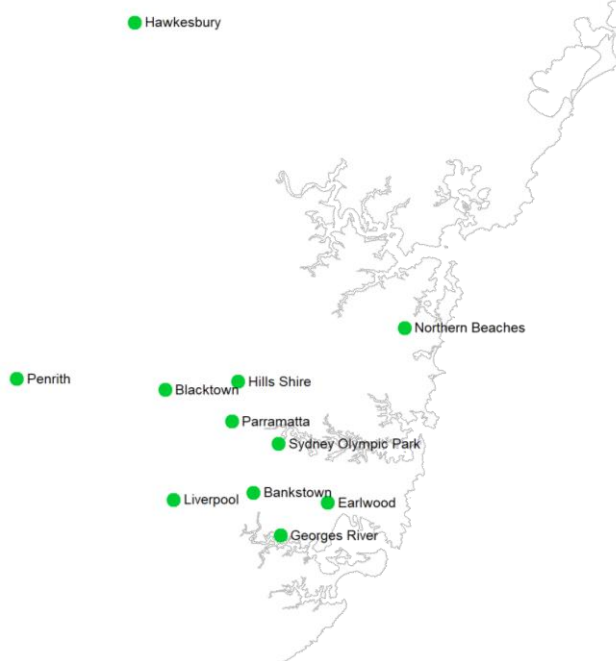 Hawkesbury
Northern Beaches
Penrith
Hills Shire
Blacktown
Parramatta
Sydney Olympic Park
Bankstown
Liverpool
Earlwood
Georges River